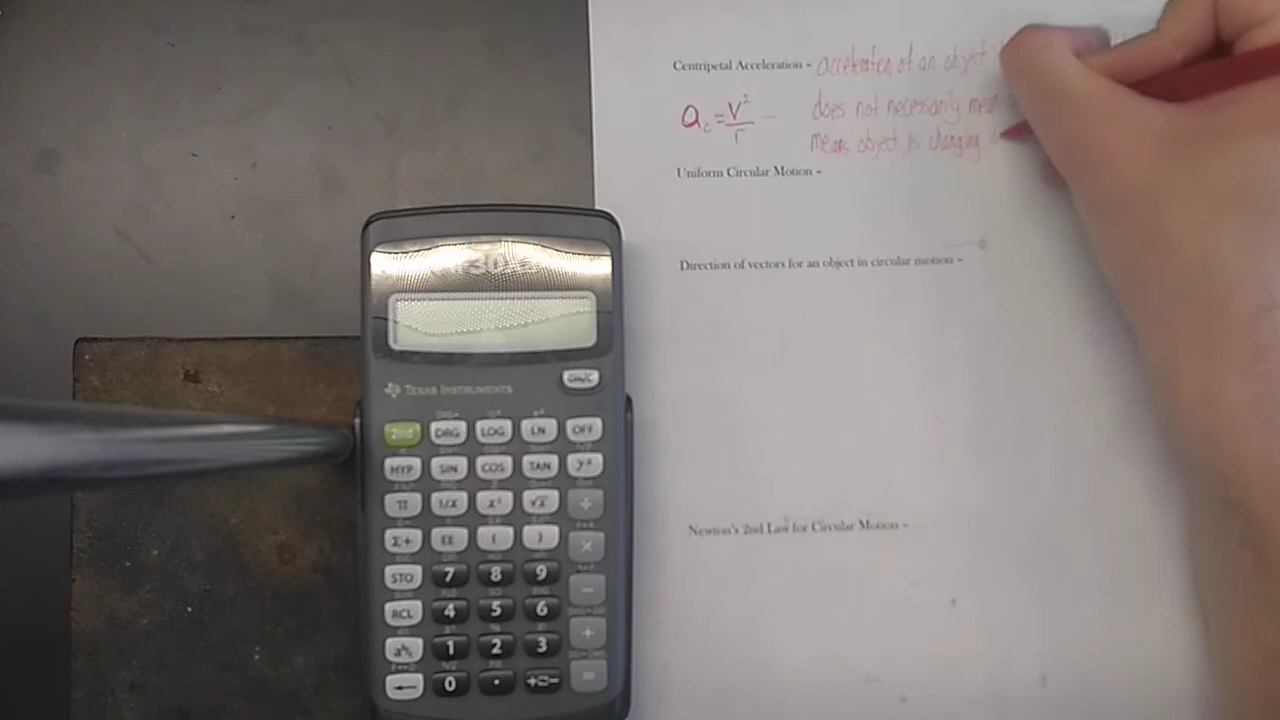 Centripetal Acceleration - acceleration of an object
a_c = v²/r does not necessarily mean
means object is changing
Uniform Circular Motion -
Direction of vectors for an object in circular motion -
Newton's 2nd Law for Circular Motion -
TEXAS INSTRUMENTS
ON/C
2nd DRG LOG LN OFF
HYP SIN COS TAN yˣ
π 1/x x² √x ÷
Σ+ EE ( ) ×
STO 7 8 9 −
RCL 4 5 6 +
1 2 3
0 .